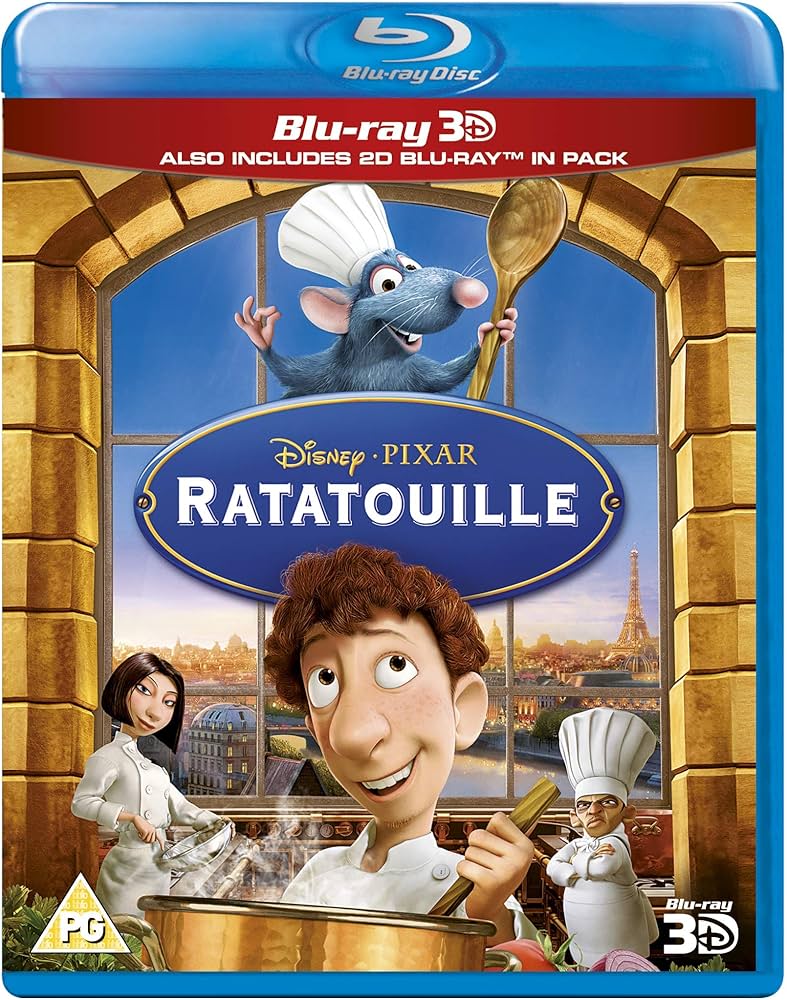 Blu-ray Disc
Blu-ray 3D
ALSO INCLUDES 2D BLU-RAY™ IN PACK
DISNEY · PIXAR
RATATOUILLE
PG
Blu-ray
3D